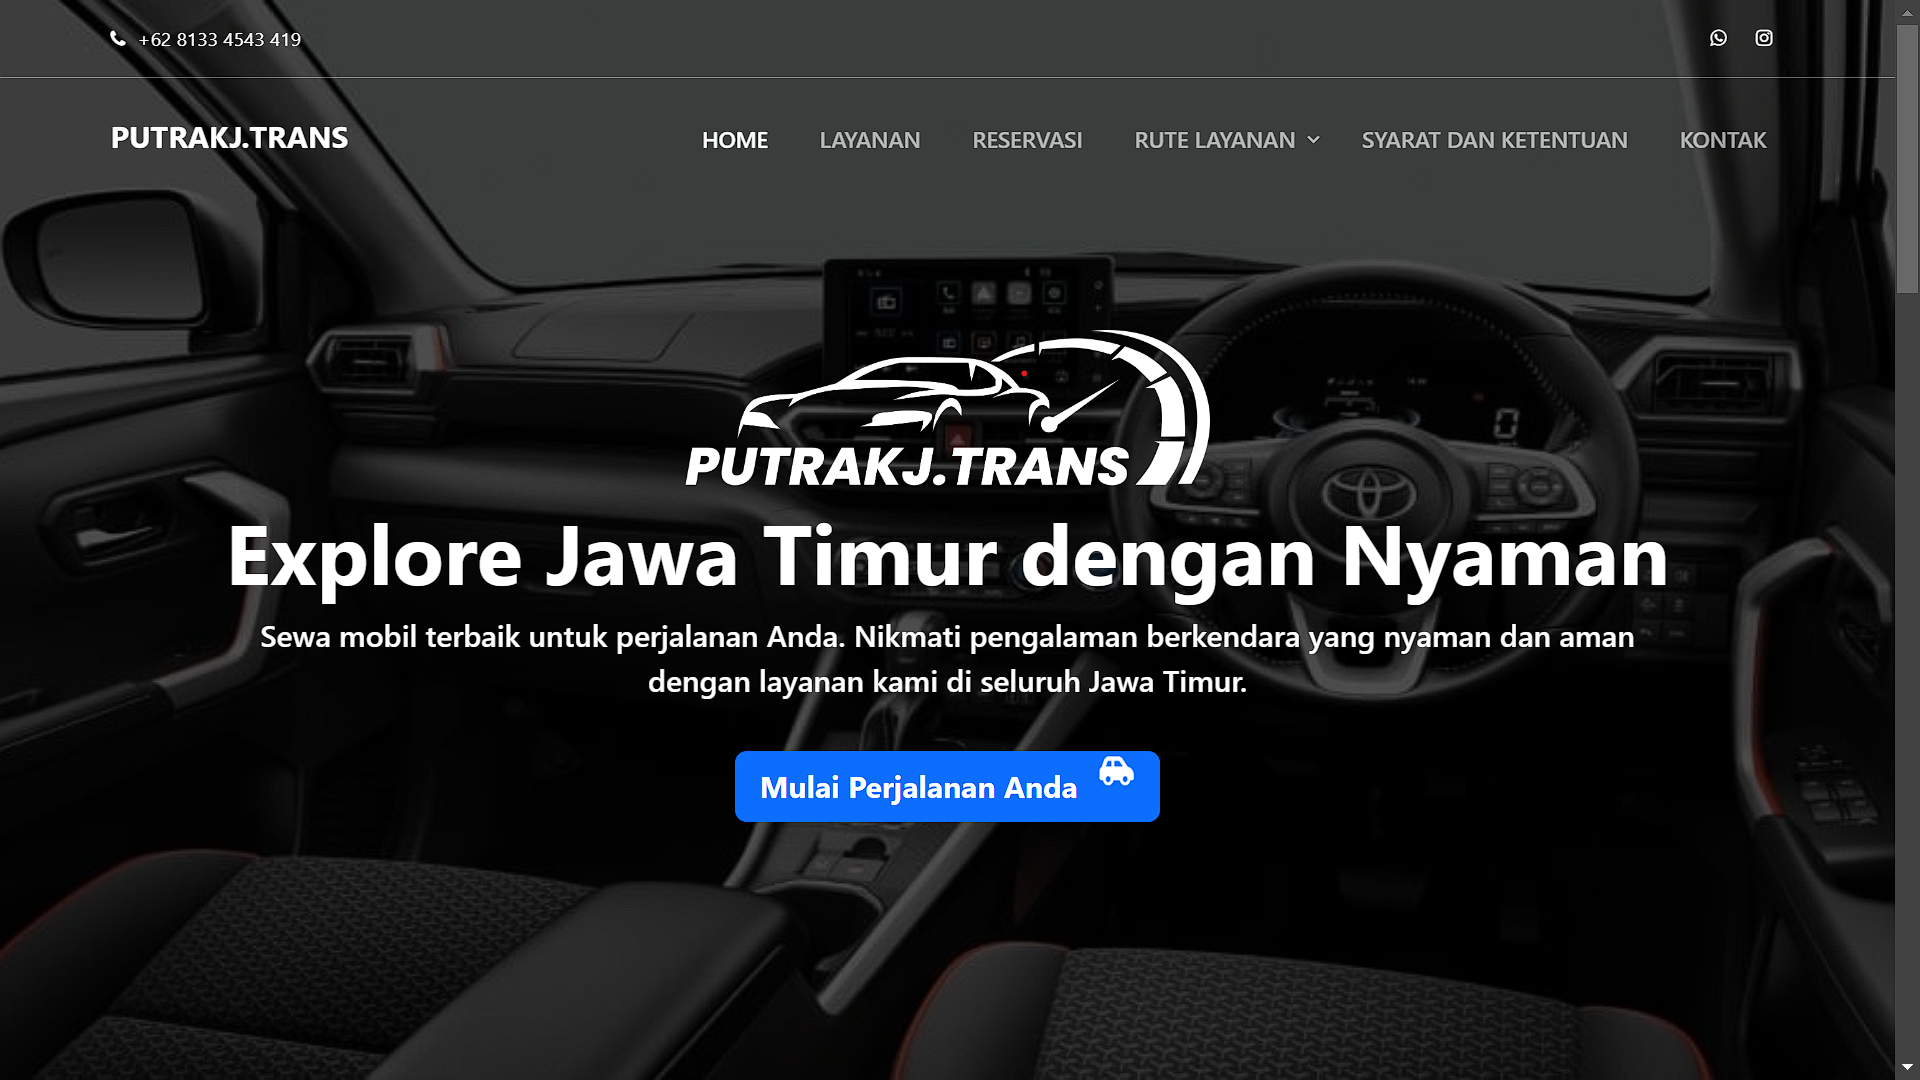 +62 8133 4543 419
PUTRAKJ.TRANS
HOME
LAYANAN
RESERVASI
RUTE LAYANAN
SYARAT DAN KETENTUAN
KONTAK
PUTRAKJ.TRANS
Explore Jawa Timur dengan Nyaman
Sewa mobil terbaik untuk perjalanan Anda. Nikmati pengalaman berkendara yang nyaman dan aman
dengan layanan kami di seluruh Jawa Timur.
Mulai Perjalanan Anda